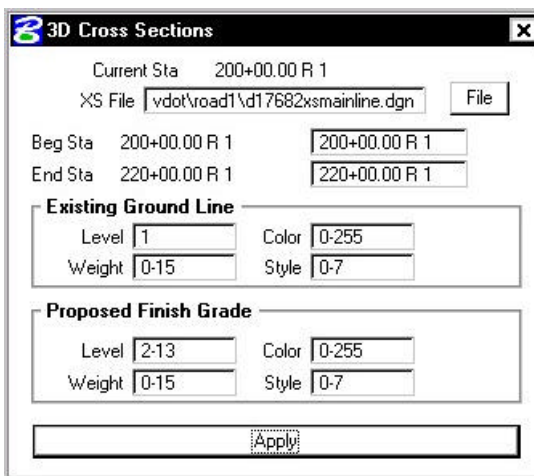 3D Cross Sections
Current Sta 200+00.00 R 1
XS File vdot\road1\d17682xsmainline.dgn File
Beg Sta 200+00.00 R 1 200+00.00 R 1
End Sta 220+00.00 R 1 220+00.00 R 1
Existing Ground Line
Level 1 Color 0-255
Weight 0-15 Style 0-7
Proposed Finish Grade
Level 2-13 Color 0-255
Weight 0-15 Style 0-7
Apply